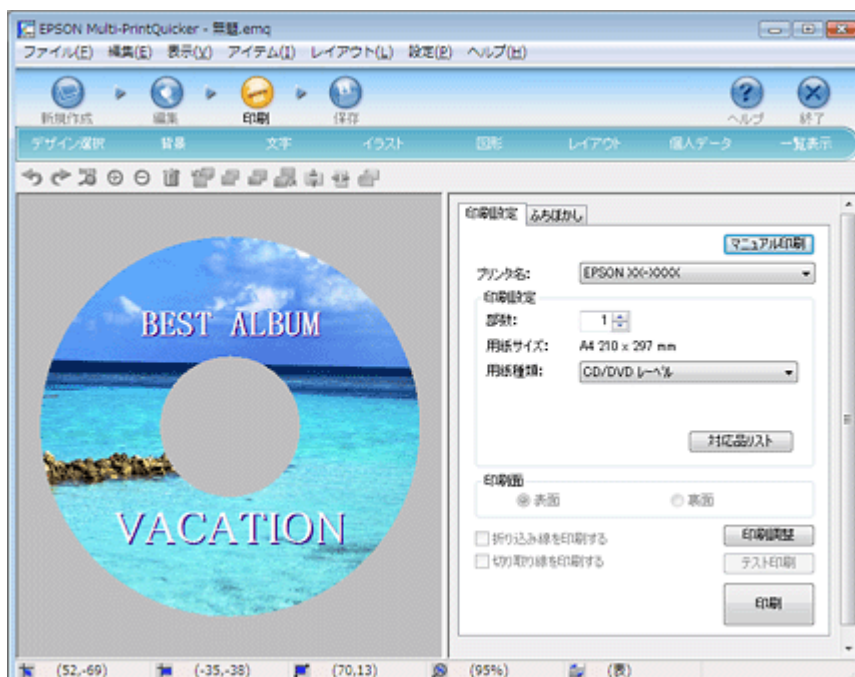 EPSON Multi-PrintQuicker - 無題.emq
ファイル(F) 編集(E) 表示(V) アイテム(I) レイアウト(L) 設定(P) ヘルプ(H)
新規作成 編集 印刷 保存 ヘルプ 終了
デザイン選択 背景 文字 イラスト 図形 レイアウト 個人データ 一覧表示
印刷設定 ふちぼかし
マニュアル印刷
プリンタ名: EPSON XX-XXXX
印刷設定
部数: 1
用紙サイズ: A4 210 x 297 mm
用紙種類: CD/DVD レーベル
対応品リスト
印刷面
表面 裏面
折り込み線を印刷する 印刷調整
切り取り線を印刷する テスト印刷
印刷
BEST ALBUM
VACATION
(52,-69) (-35,-38) (70,13) (95%) (表)